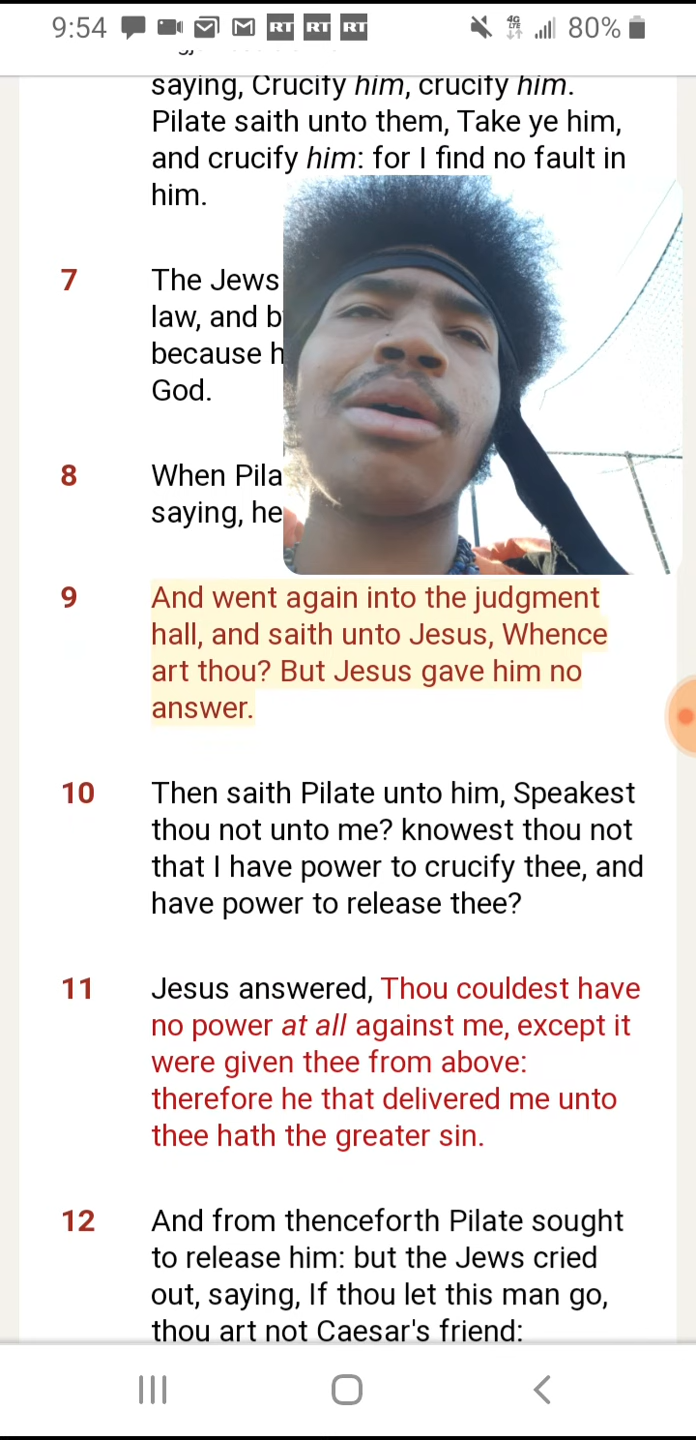 9:54 RT RT RT 4G LTE 80%
saying, Crucify him, crucify him.
Pilate saith unto them, Take ye him,
and crucify him: for I find no fault in
him.
7 The Jews
law, and b
because h
God.
8 When Pila
saying, he
9 And went again into the judgment
hall, and saith unto Jesus, Whence
art thou? But Jesus gave him no
answer.
10 Then saith Pilate unto him, Speakest
thou not unto me? knowest thou not
that I have power to crucify thee, and
have power to release thee?
11 Jesus answered, Thou couldest have
no power at all against me, except it
were given thee from above:
therefore he that delivered me unto
thee hath the greater sin.
12 And from thenceforth Pilate sought
to release him: but the Jews cried
out, saying, If thou let this man go,
thou art not Caesar's friend: